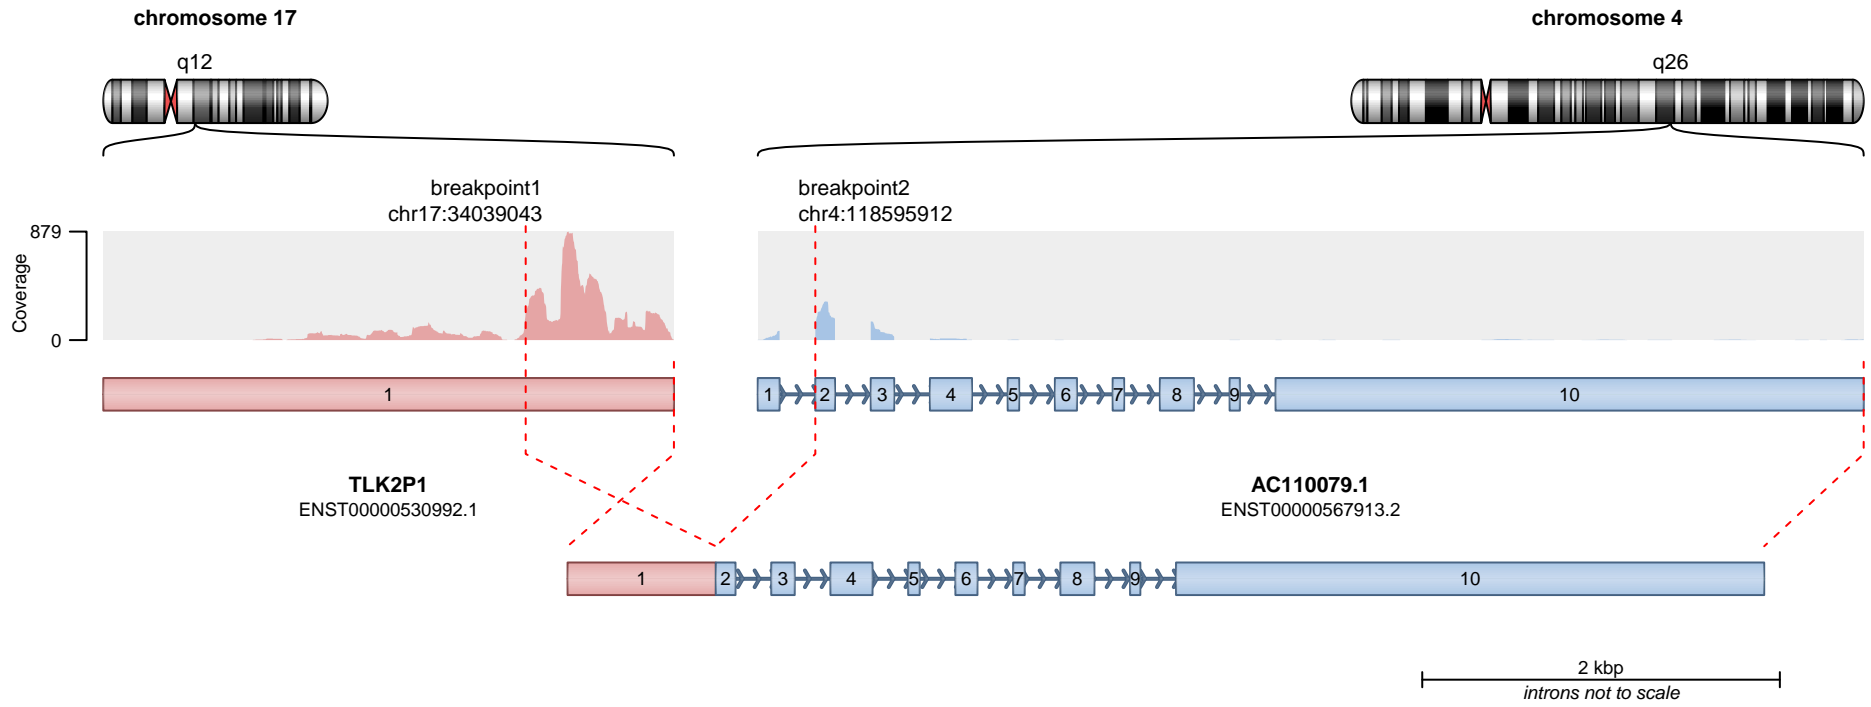 chromosome 17
chromosome 4
q12
q26
breakpoint1
chr17:34039043
breakpoint2
chr4:118595912
879
0
Coverage
1
1 2 3 4 5 6 7 8 9 10
TLK2P1
ENST00000530992.1
AC110079.1
ENST00000567913.2
1 2 3 4 5 6 7 8 9 10
2 kbp
introns not to scale